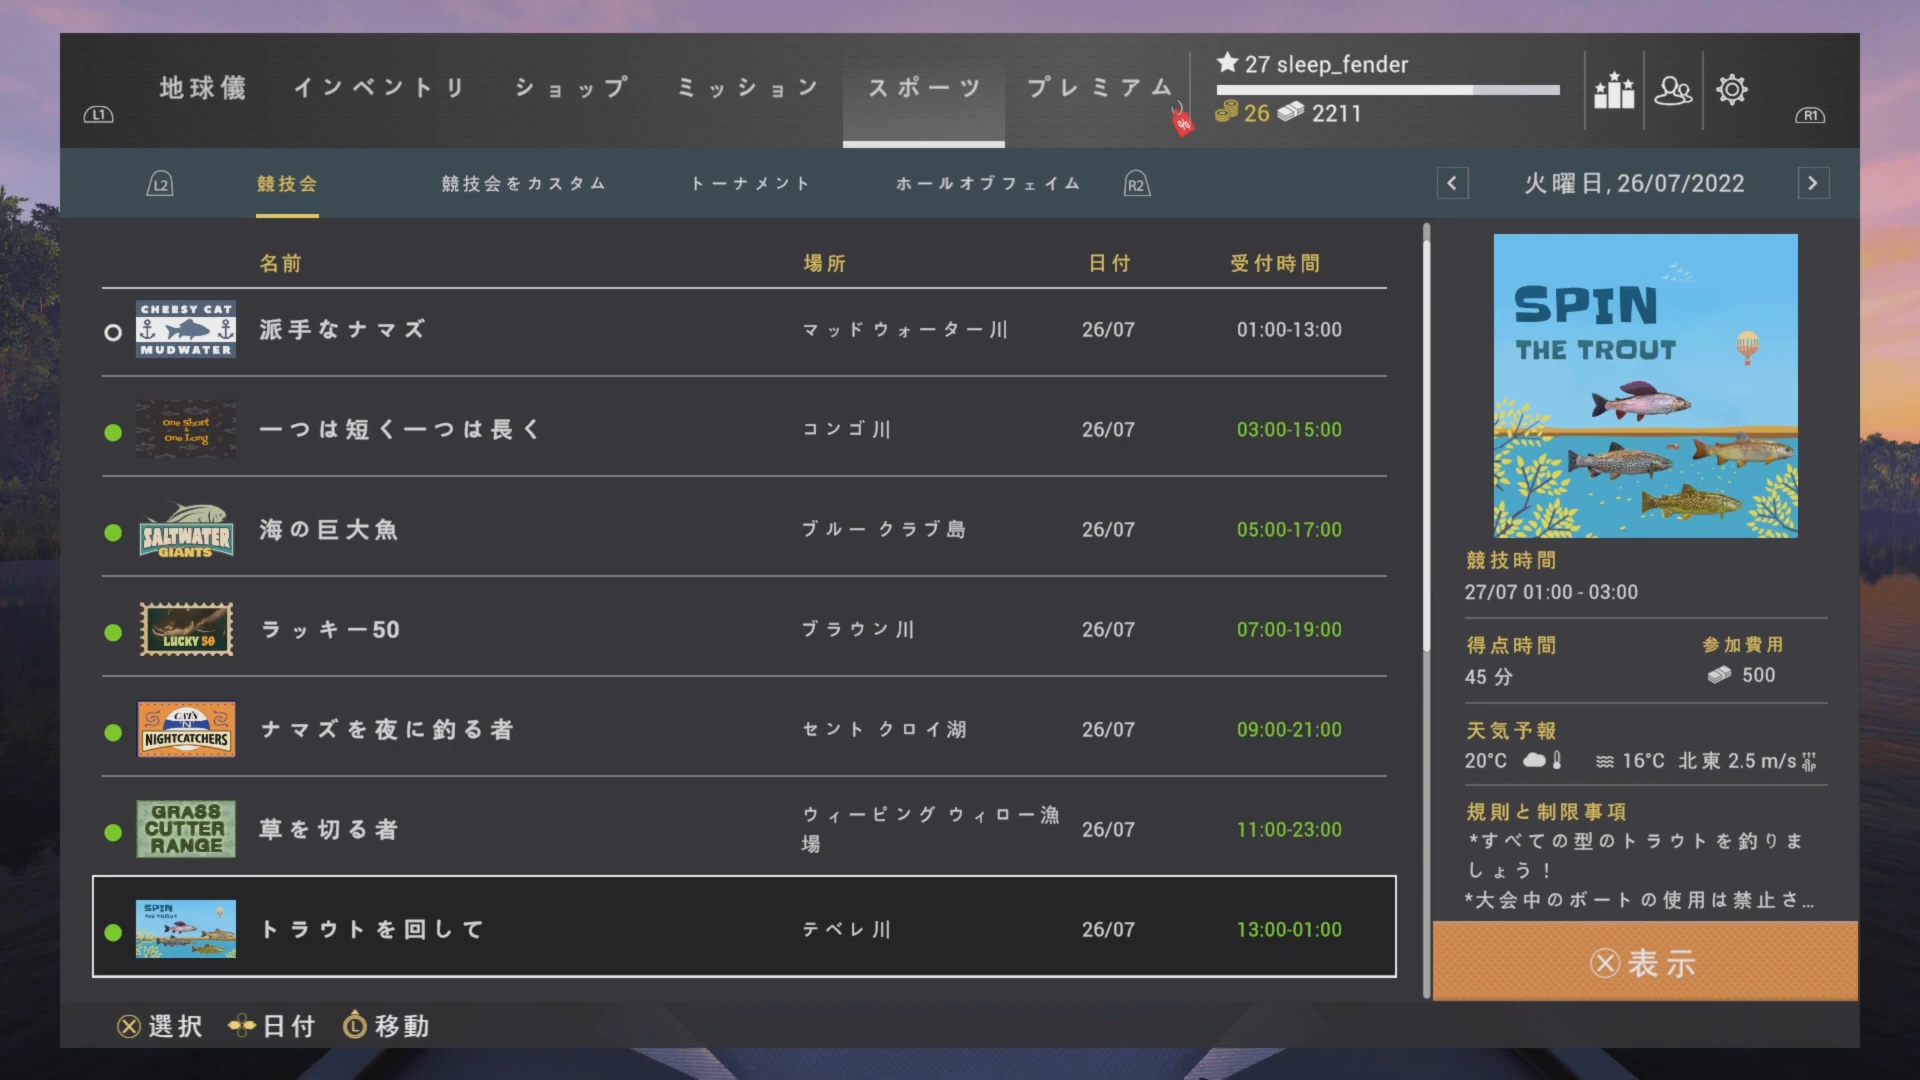 L1
地球儀 インベントリ ショップ ミッション スポーツ プレミアム
%
27 sleep_fender
26 2211
R1
L2 競技会 競技会をカスタム トーナメント ホールオブフェイム R2
火曜日, 26/07/2022
名前 場所 日付 受付時間
CHEESY CAT
MUDWATER
派手なナマズ マッドウォーター川 26/07 01:00-13:00
One Short
&
One Long
一つは短く一つは長く コンゴ川 26/07 03:00-15:00
SALTWATER
GIANTS
海の巨大魚 ブルー クラブ島 26/07 05:00-17:00
LUCKY 50
ラッキー50 ブラウン川 26/07 07:00-19:00
CATS
'N'
NIGHTCATCHERS
ナマズを夜に釣る者 セント クロイ湖 26/07 09:00-21:00
GRASS
CUTTER
RANGE
草を切る者 ウィーピング ウィロー漁場 26/07 11:00-23:00
SPIN
THE TROUT
トラウトを回して テベレ川 26/07 13:00-01:00
SPIN
THE TROUT
競技時間
27/07 01:00 - 03:00
得点時間 参加費用
45 分 500
天気予報
20°C 16°C 北東 2.5 m/s
規則と制限事項
*すべての型のトラウトを釣りま
しょう！
*大会中のボートの使用は禁止さ...
表示
選択 日付 L 移動